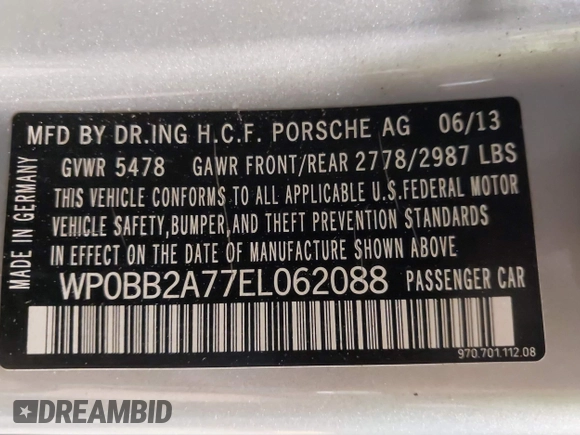 MFD BY DR.ING H.C.F. PORSCHE AG 06/13
GVWR 5478 GAWR FRONT/REAR 2778/2987 LBS
THIS VEHICLE CONFORMS TO ALL APPLICABLE U.S.FEDERAL MOTOR
VEHICLE SAFETY,BUMPER,AND THEFT PREVENTION STANDARDS
IN EFFECT ON THE DATE OF MANUFACTURE SHOWN ABOVE
WP0BB2A77EL062088 PASSENGER CAR
MADE IN GERMANY
970.701.112.08
#DREAMBID